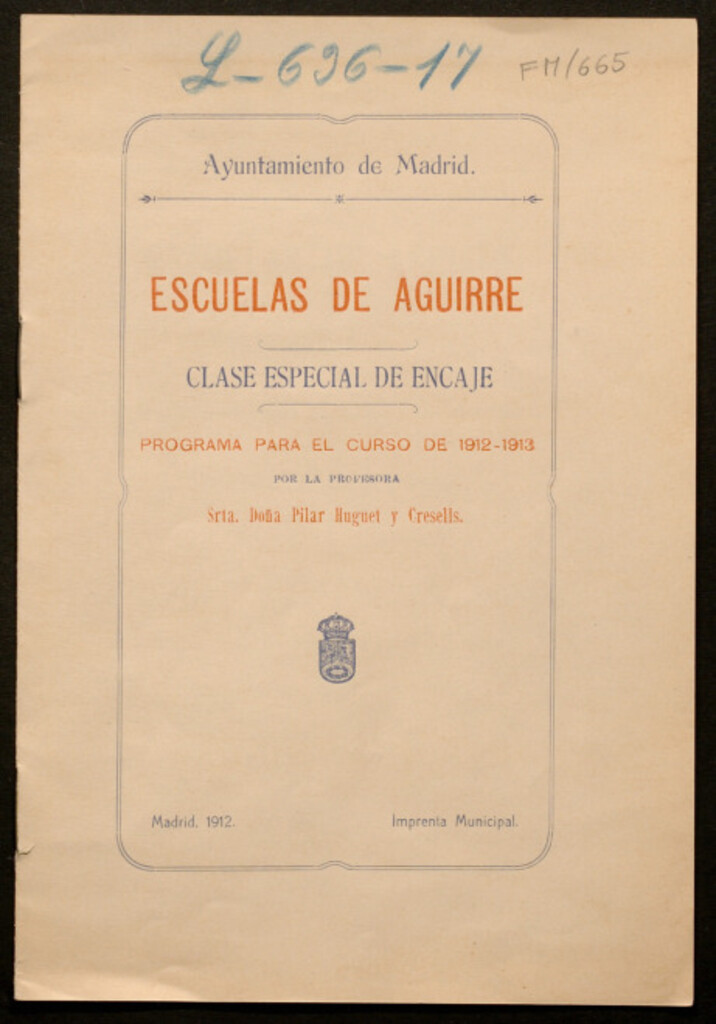 L-636-17
FM/665
Ayuntamiento de Madrid.
ESCUELAS DE AGUIRRE
CLASE ESPECIAL DE ENCAJE
PROGRAMA PARA EL CURSO DE 1912-1913
POR LA PROFESORA
Srta. Doña Pilar Huguet y Cresells.
Madrid. 1912.
Imprenta Municipal.